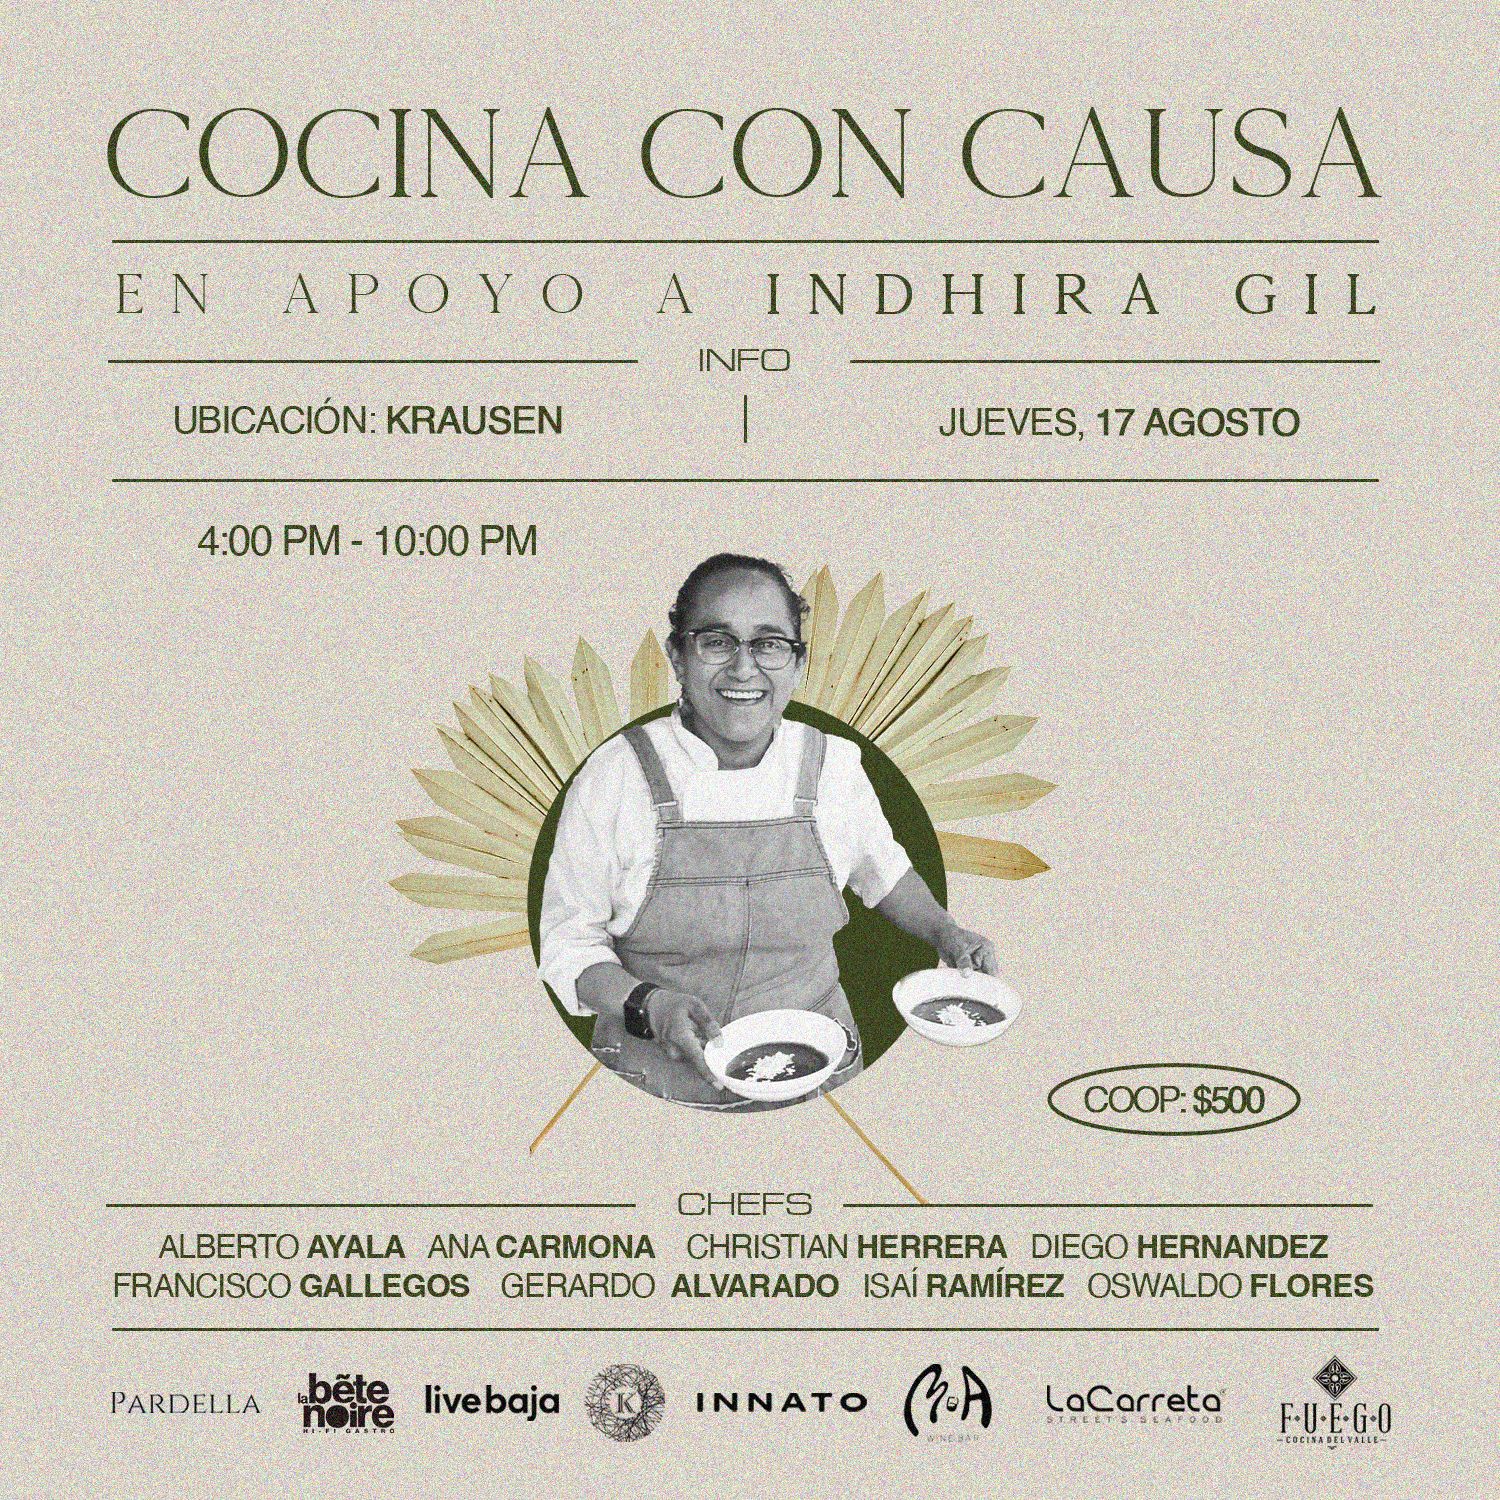 COCINA CON CAUSA
EN APOYO A INDHIRA GIL
INFO
UBICACIÓN: KRAUSEN | JUEVES, 17 AGOSTO
4:00 PM - 10:00 PM
COOP: $500
CHEFS
ALBERTO AYALA ANA CARMONA CHRISTIAN HERRERA DIEGO HERNANDEZ
FRANCISCO GALLEGOS GERARDO ALVARADO ISAÍ RAMÍREZ OSWALDO FLORES
PARDELLA
la bête noire
HI-FI GASTRO
livebaja
K
INNATO
MA
WINE BAR
LaCarreta
STREETS SEAFOOD
F·U·E·G·O
COCINA DEL VALLE